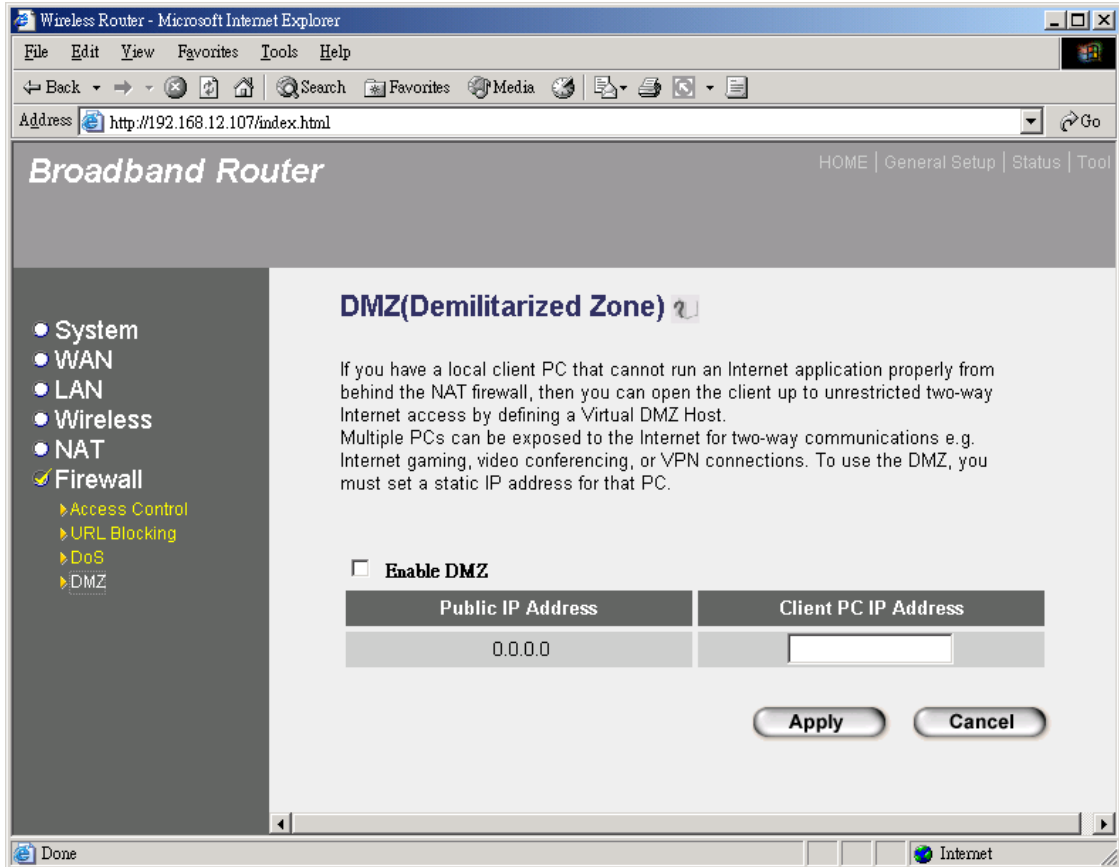 Wireless Router - Microsoft Internet Explorer
File Edit View Favorites Tools Help
Back Search Favorites Media
Address http://192.168.12.107/index.html Go
Broadband Router
HOME | General Setup | Status | Tool
System
WAN
LAN
Wireless
NAT
Firewall
Access Control
URL Blocking
DoS
DMZ
DMZ(Demilitarized Zone)
If you have a local client PC that cannot run an Internet application properly from
behind the NAT firewall, then you can open the client up to unrestricted two-way
Internet access by defining a Virtual DMZ Host.
Multiple PCs can be exposed to the Internet for two-way communications e.g.
Internet gaming, video conferencing, or VPN connections. To use the DMZ, you
must set a static IP address for that PC.
Enable DMZ
Public IP Address Client PC IP Address
0.0.0.0
Apply Cancel
Done Internet